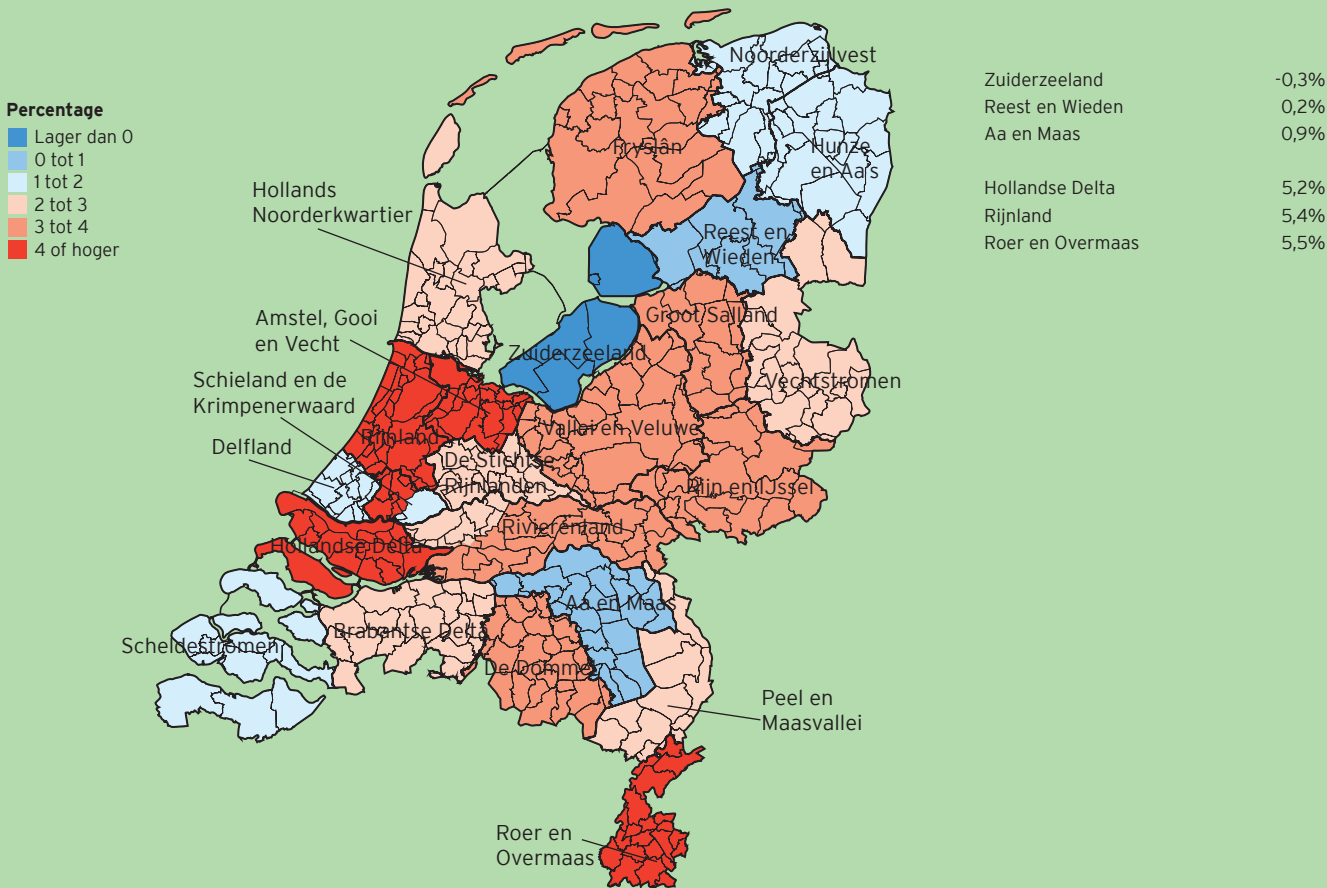 Percentage
Lager dan 0
0 tot 1
1 tot 2
2 tot 3
3 tot 4
4 of hoger
Noorderzijlvest
Hunze
en Aa's
Fryslân
Hollands
Noorderkwartier
Reest en
Wieden
Amstel, Gooi
en Vecht
Groot Salland
Zuiderzeeland
Vechtstromen
Schieland en de
Krimpenerwaard
Delfland
Rijnland
Vallei en Veluwe
De Stichtse
Rijnlanden
Rijn en IJssel
Rivierenland
Hollandse Delta
Aa en Maas
Brabantse Delta
Scheldestromen
De Dommel
Peel en
Maasvallei
Roer en
Overmaas
Zuiderzeeland -0,3%
Reest en Wieden 0,2%
Aa en Maas 0,9%
Hollandse Delta 5,2%
Rijnland 5,4%
Roer en Overmaas 5,5%